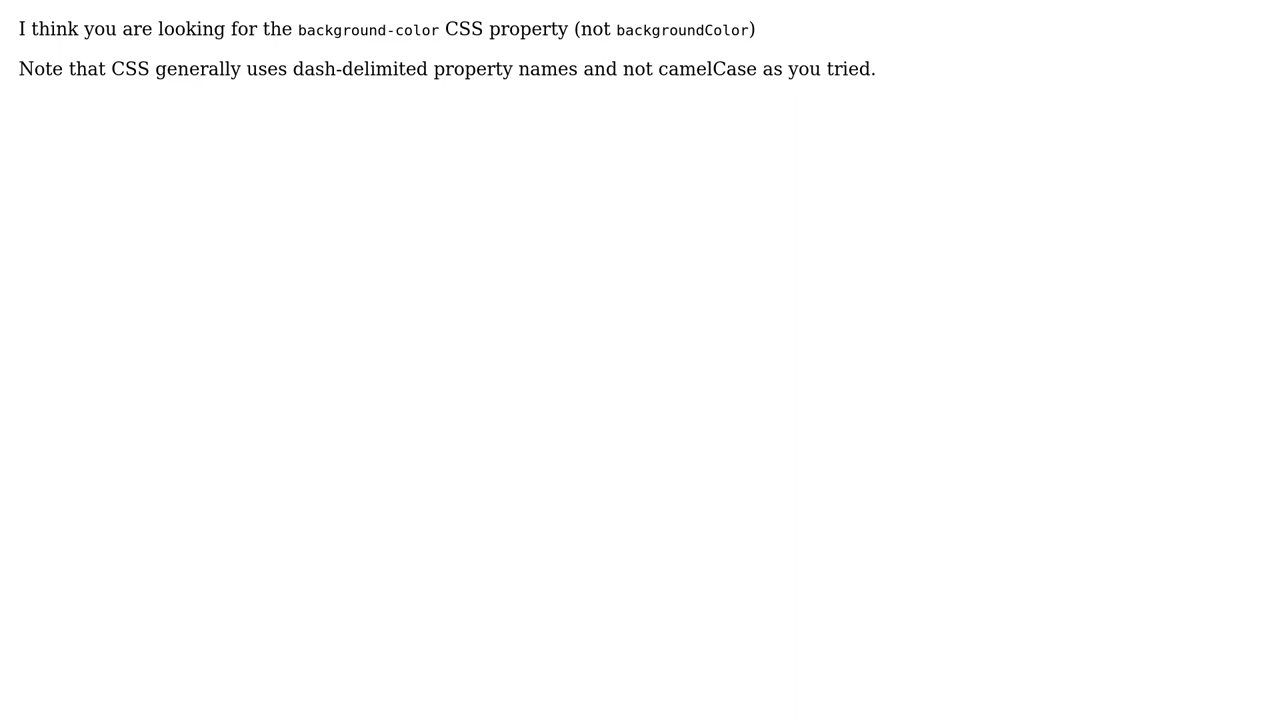 I think you are looking for the background-color CSS property (not backgroundColor)
Note that CSS generally uses dash-delimited property names and not camelCase as you tried.